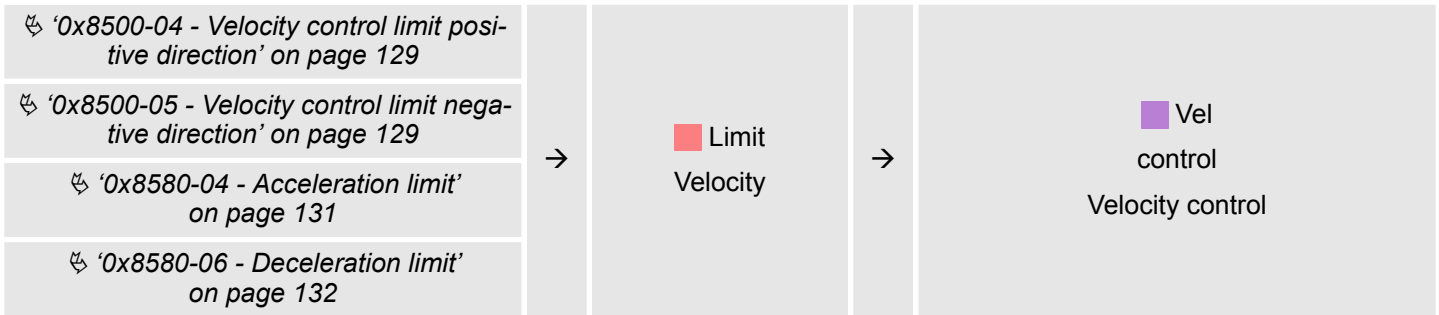 ↳ '0x8500-04 - Velocity control limit posi-
tive direction' on page 129
↳ '0x8500-05 - Velocity control limit nega-
tive direction' on page 129
↳ '0x8580-04 - Acceleration limit'
on page 131
↳ '0x8580-06 - Deceleration limit'
on page 132
→
Limit
Velocity
→
Vel
control
Velocity control